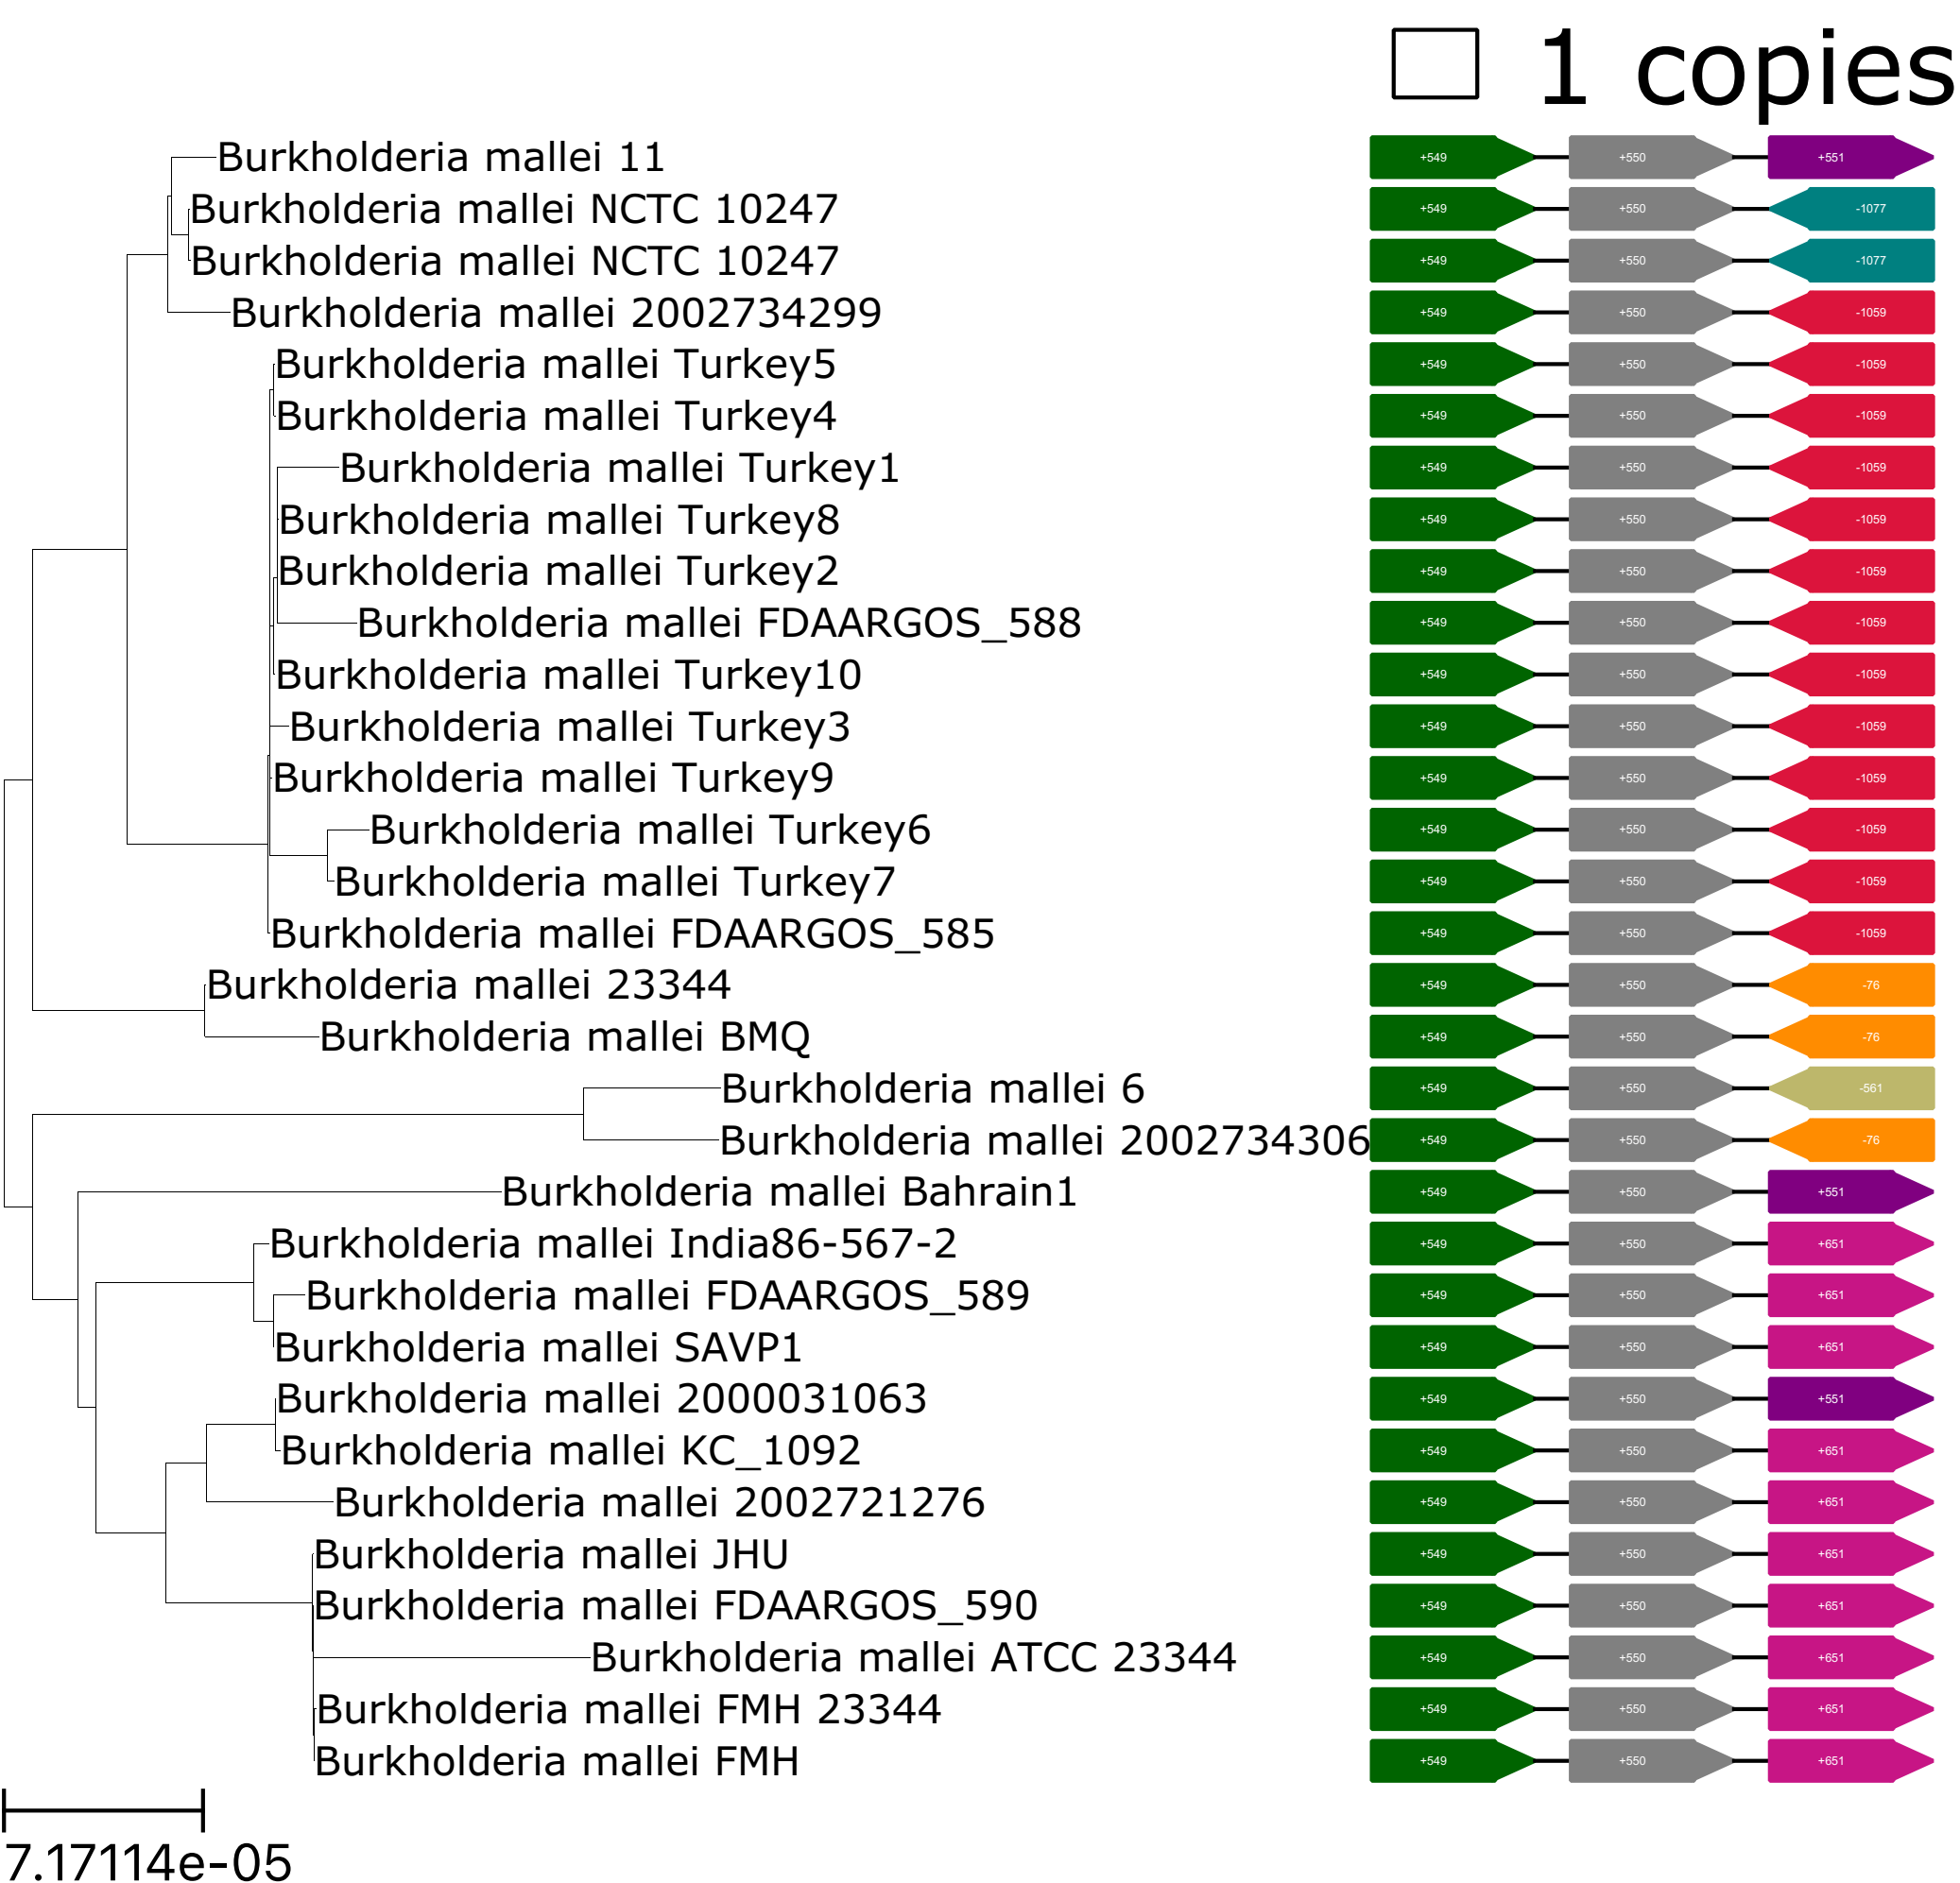 1 copies
Burkholderia mallei 11 +549 +550 +551
Burkholderia mallei NCTC 10247 +549 +550 -1077
Burkholderia mallei NCTC 10247 +549 +550 -1077
Burkholderia mallei 2002734299 +549 +550 -1059
Burkholderia mallei Turkey5 +549 +550 -1059
Burkholderia mallei Turkey4 +549 +550 -1059
Burkholderia mallei Turkey1 +549 +550 -1059
Burkholderia mallei Turkey8 +549 +550 -1059
Burkholderia mallei Turkey2 +549 +550 -1059
Burkholderia mallei FDAARGOS_588 +549 +550 -1059
Burkholderia mallei Turkey10 +549 +550 -1059
Burkholderia mallei Turkey3 +549 +550 -1059
Burkholderia mallei Turkey9 +549 +550 -1059
Burkholderia mallei Turkey6 +549 +550 -1059
Burkholderia mallei Turkey7 +549 +550 -1059
Burkholderia mallei FDAARGOS_585 +549 +550 -1059
Burkholderia mallei 23344 +549 +550 -76
Burkholderia mallei BMQ +549 +550 -76
Burkholderia mallei 6 +549 +550 -561
Burkholderia mallei 2002734306 +549 +550 -76
Burkholderia mallei Bahrain1 +549 +550 +551
Burkholderia mallei India86-567-2 +549 +550 +651
Burkholderia mallei FDAARGOS_589 +549 +550 +651
Burkholderia mallei SAVP1 +549 +550 +651
Burkholderia mallei 2000031063 +549 +550 +551
Burkholderia mallei KC_1092 +549 +550 +651
Burkholderia mallei 2002721276 +549 +550 +651
Burkholderia mallei JHU +549 +550 +651
Burkholderia mallei FDAARGOS_590 +549 +550 +651
Burkholderia mallei ATCC 23344 +549 +550 +651
Burkholderia mallei FMH 23344 +549 +550 +651
Burkholderia mallei FMH +549 +550 +651
7.17114e-05